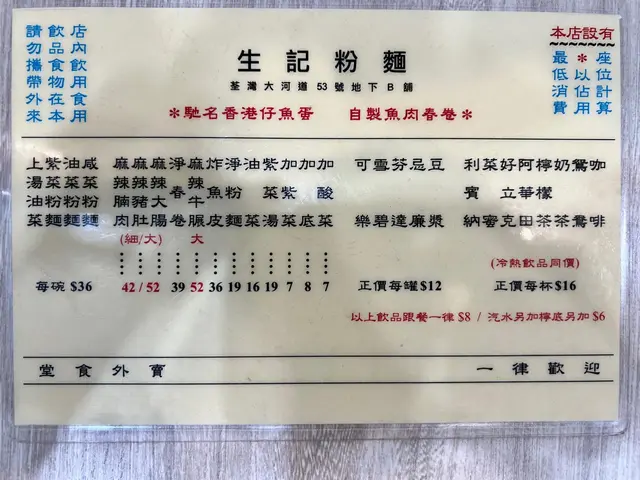 請勿攜帶外來
飲品食物在本
店內飲用食用
生記粉麵
荃灣大河道53號地下B舖
*馳名香港仔魚蛋 自製魚肉春卷*
本店設有
最低消費
*以佔用
座位計算
上湯油菜
紫菜粉麵
油菜粉麵
咸菜粉麵
每碗 $36
麻辣腩肉
麻辣豬肚
麻辣大腸
(細/大)
42 / 52
淨春卷
39
麻辣牛𦟌
大
52
炸魚皮
36
淨粉麵
19
油菜
16
紫菜湯
19
加紫菜
7
加底
8
加酸菜
7
可樂
雪碧
芬達
忌廉
豆漿
正價每罐$12
利賓納
菜蜜
好立克
阿華田
檸檬茶
奶茶
鴛鴦
咖啡
(冷熱飲品同價)
正價每杯$16
以上飲品跟餐一律$8 / 汽水另加檸底另加$6
堂食外賣 一律歡迎